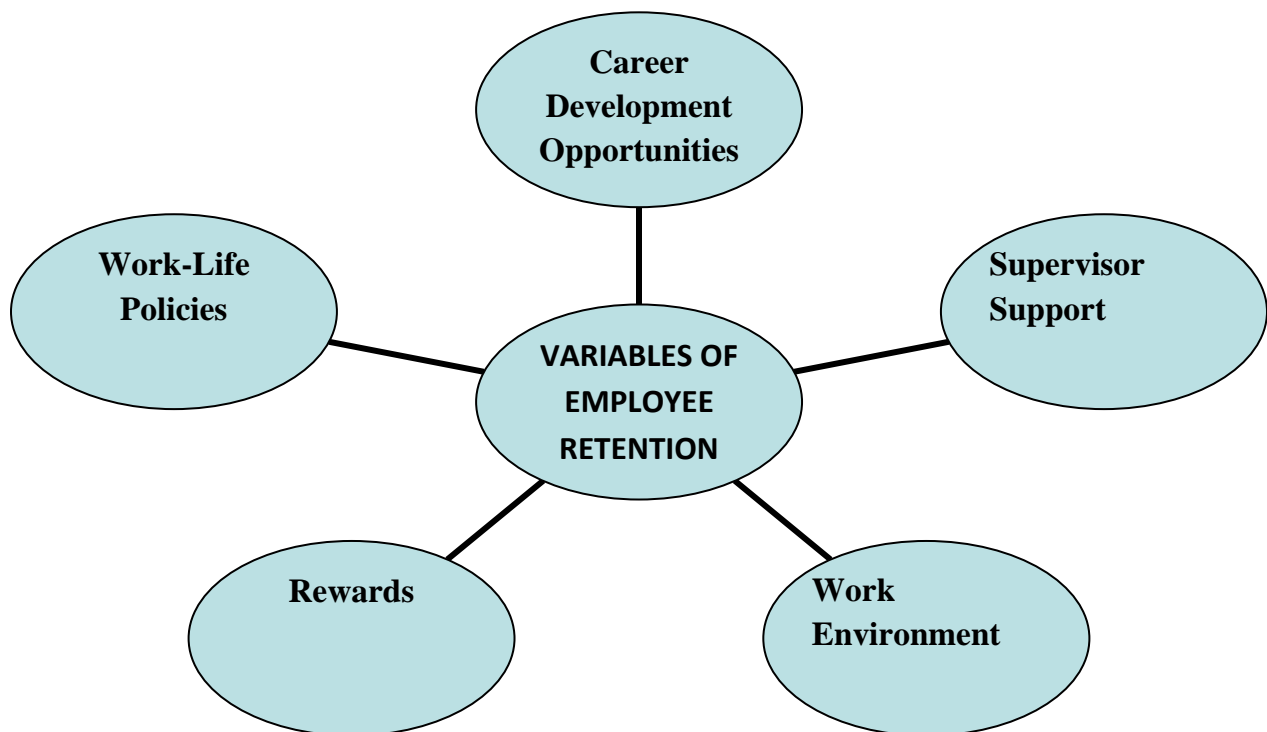 Career
Development
Opportunities
Work-Life
Policies
Supervisor
Support
VARIABLES OF
EMPLOYEE
RETENTION
Rewards
Work
Environment